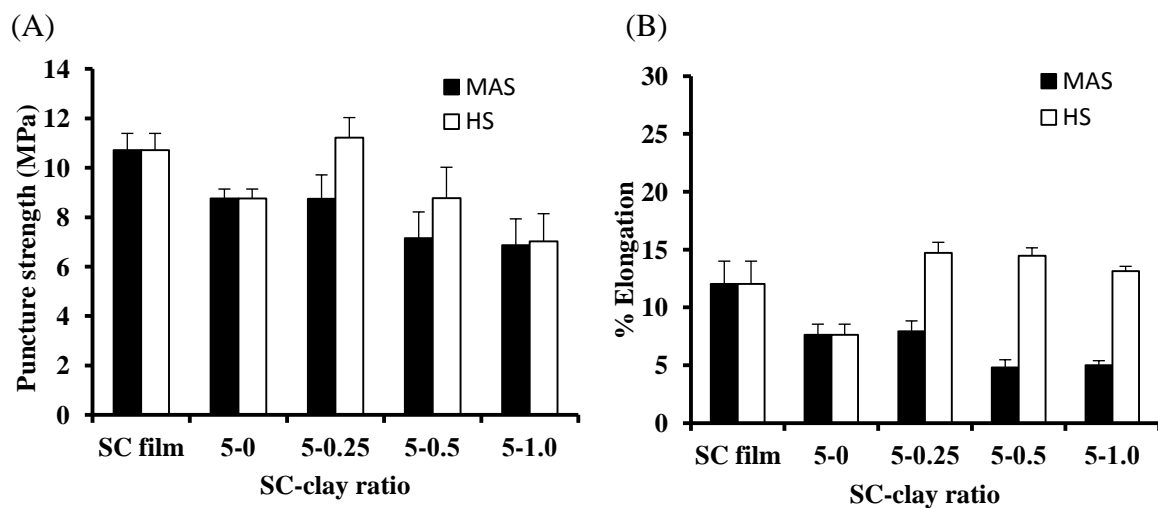 (A)
Puncture strength (MPa)
14
12
10
8
6
4
2
0
MAS
HS
SC film 5-0 5-0.25 5-0.5 5-1.0
SC-clay ratio
(B)
% Elongation
30
25
20
15
10
5
0
MAS
HS
SC film 5-0 5-0.25 5-0.5 5-1.0
SC-clay ratio